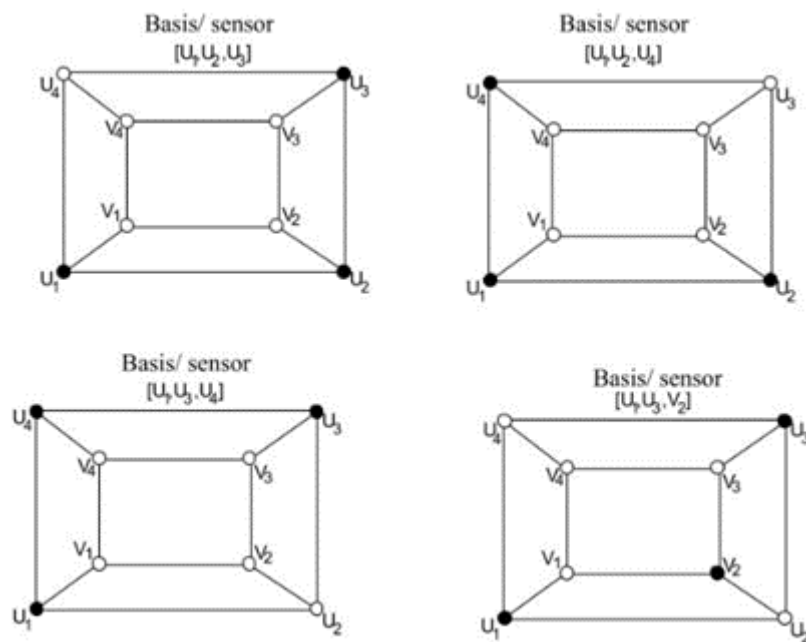 Basis/ sensor
[U₁,U₂,U₃]
U₄
U₃
V₄
V₃
V₁
V₂
U₁
U₂
Basis/ sensor
[U₁,U₂,U₄]
U₄
U₃
V₄
V₃
V₁
V₂
U₁
U₂
Basis/ sensor
[U₁,U₃,U₄]
U₄
U₃
V₄
V₃
V₁
V₂
U₁
U₂
Basis/ sensor
[U₁,U₃,V₂]
U₄
U₃
V₄
V₃
V₁
V₂
U₁
U₂